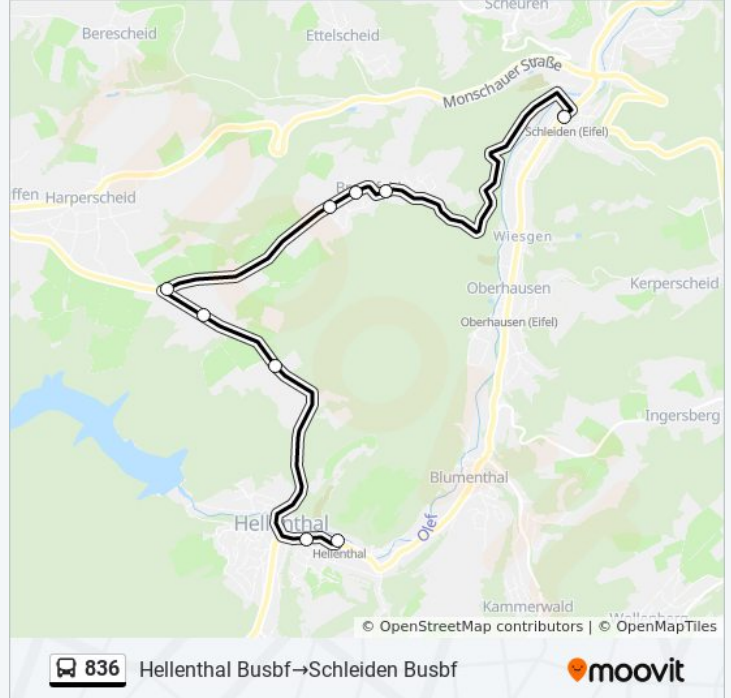 Scheuren
Berescheid
Ettelscheid
Monschauer Straße
Schleiden (Eifel)
ffen Harperscheid
Wiesgen
Oberhausen
Kerperscheid
Oberhausen (Eifel)
Ingersberg
Blumenthal
Hellenthal
Olef
Hellenthal
Kammerwald
© OpenStreetMap contributors | © OpenMapTiles
836 Hellenthal Busbf→Schleiden Busbf
moovit